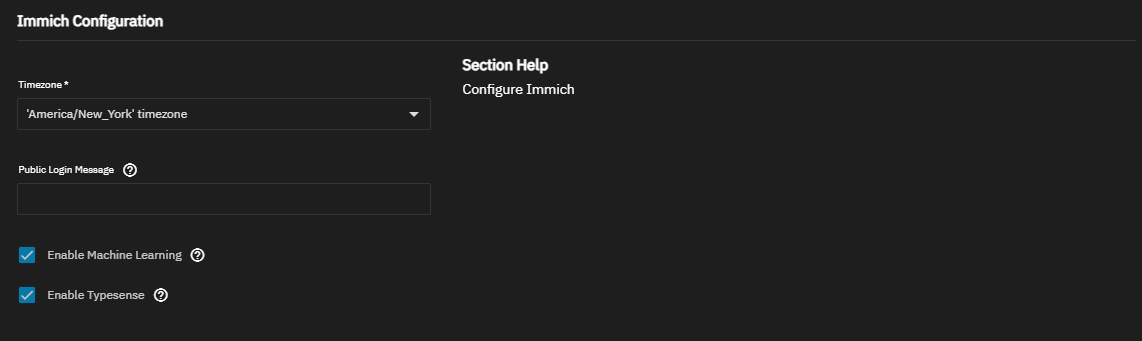 Immich Configuration
Section Help
Configure Immich
Timezone *
'America/New_York' timezone
Public Login Message
Enable Machine Learning
Enable Typesense